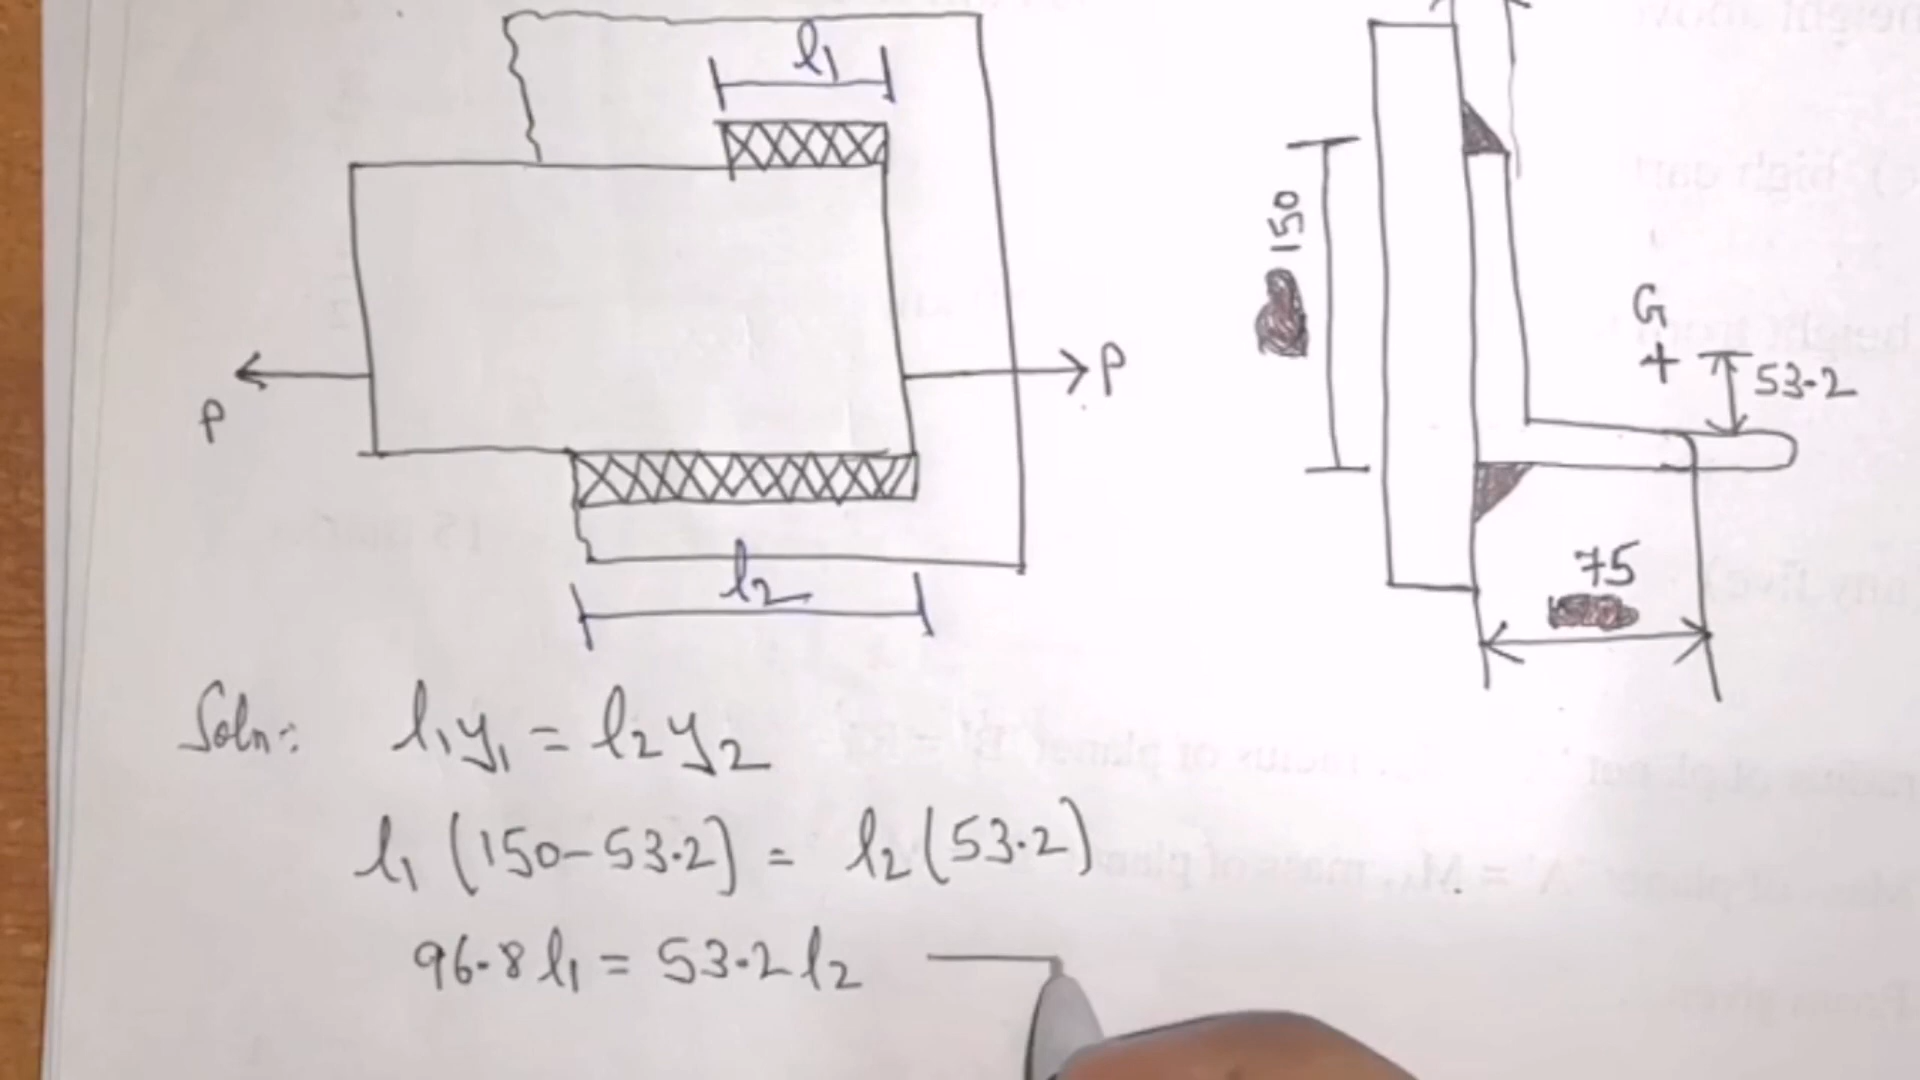 l1
150
G
53.2
P
P
75
l2
Soln:
l1y1 = l2y2
l1 (150-53.2) = l2(53.2)
96.8 l1 = 53.2 l2